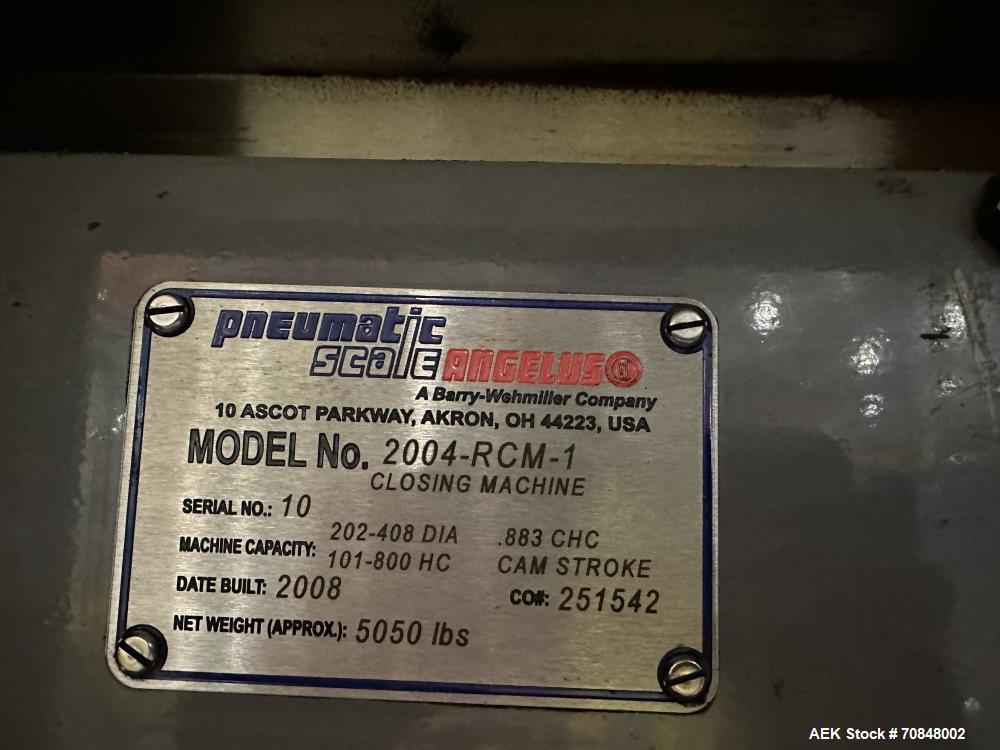 pneumatic
scale ANGELUS
A Barry-Wehmiller Company
10 ASCOT PARKWAY, AKRON, OH 44223, USA
MODEL No. 2004-RCM-1
CLOSING MACHINE
SERIAL NO.: 10
MACHINE CAPACITY: 202-408 DIA .883 CHC
101-800 HC CAM STROKE
DATE BUILT: 2008 CO#: 251542
NET WEIGHT (APPROX.): 5050 lbs
AEK Stock # 70848002